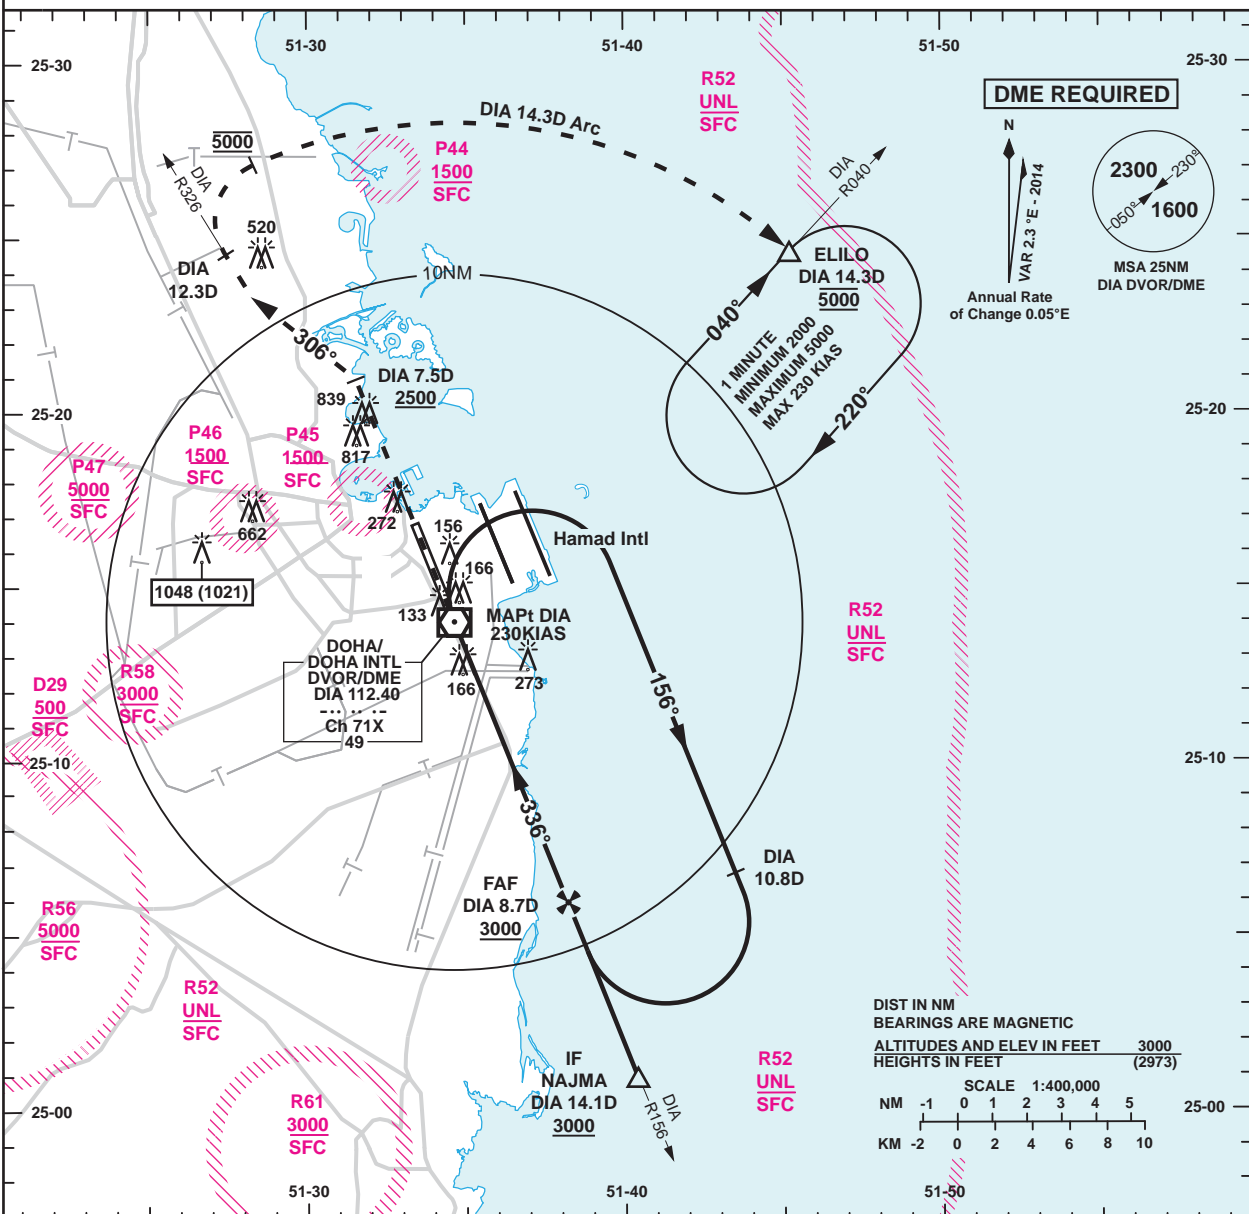 51-30
51-40
51-50
25-30
25-30
R52
UNL
SFC
DME REQUIRED
N
VAR 2.3 °E - 2014
Annual Rate
of Change 0.05°E
2300
230°
050°
1600
MSA 25NM
DIA DVOR/DME
DIA 14.3D Arc
5000
P44
1500
SFC
DIA
R326
DIA
R040
520
DIA
12.3D
10NM
ELILO
DIA 14.3D
5000
040°
1 MINUTE
MINIMUM 2000
MAXIMUM 5000
MAX 230 KIAS
220°
306°
DIA 7.5D
2500
839
817
25-20
25-20
P46
1500
SFC
P45
1500
SFC
P47
5000
SFC
662
272
156
Hamad Intl
166
1048 (1021)
133
MAPt DIA
230KIAS
DOHA/
DOHA INTL
DVOR/DME
DIA 112.40
-·· ·· ·-
Ch 71X
49
166
273
R52
UNL
SFC
R58
3000
SFC
D29
500
SFC
156°
25-10
25-10
336°
DIA
10.8D
FAF
DIA 8.7D
3000
R56
5000
SFC
R52
UNL
SFC
DIST IN NM
BEARINGS ARE MAGNETIC
ALTITUDES AND ELEV IN FEET 3000
HEIGHTS IN FEET (2973)
SCALE 1:400,000
NM -1 0 1 2 3 4 5
KM -2 0 2 4 6 8 10
IF
NAJMA
DIA 14.1D
3000
DIA
R156
R52
UNL
SFC
R61
3000
SFC
25-00
25-00
51-30
51-40
51-50